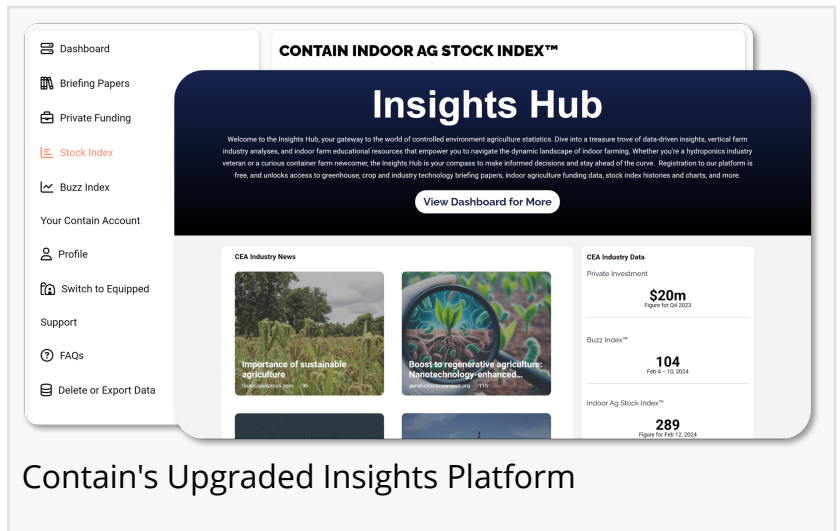 Dashboard
CONTAIN INDOOR AG STOCK INDEX™
Briefing Papers
Private Funding
Stock Index
Buzz Index
Your Contain Account
Profile
Switch to Equipped
Support
FAQs
Delete or Export Data
Insights Hub
Welcome to the Insights Hub, your gateway to the world of controlled environment agriculture statistics. Dive into a treasure trove of data-driven insights, vertical farm
industry analyses, and indoor farm educational resources that empower you to navigate the dynamic landscape of indoor farming. Whether you're a hydroponics industry
veteran or a curious container farm newcomer, the Insights Hub is your compass to make informed decisions and stay ahead of the curve. Registration to our platform is
free, and unlocks access to greenhouse, crop and industry technology briefing papers, indoor agriculture funding data, stock index histories and charts, and more.
View Dashboard for More
CEA Industry News
Importance of sustainable
agriculture
financialexpress.com 9h
Boost to regenerative agriculture:
Nanotechnology-enhanced...
geneticliteracyproject.org 11h
CEA Industry Data
Private Investment
$20m
Figure for Q4 2023
Buzz Index™
104
Feb 4 – 10, 2024
Indoor Ag Stock Index™
289
Figure for Feb 12, 2024
Contain's Upgraded Insights Platform